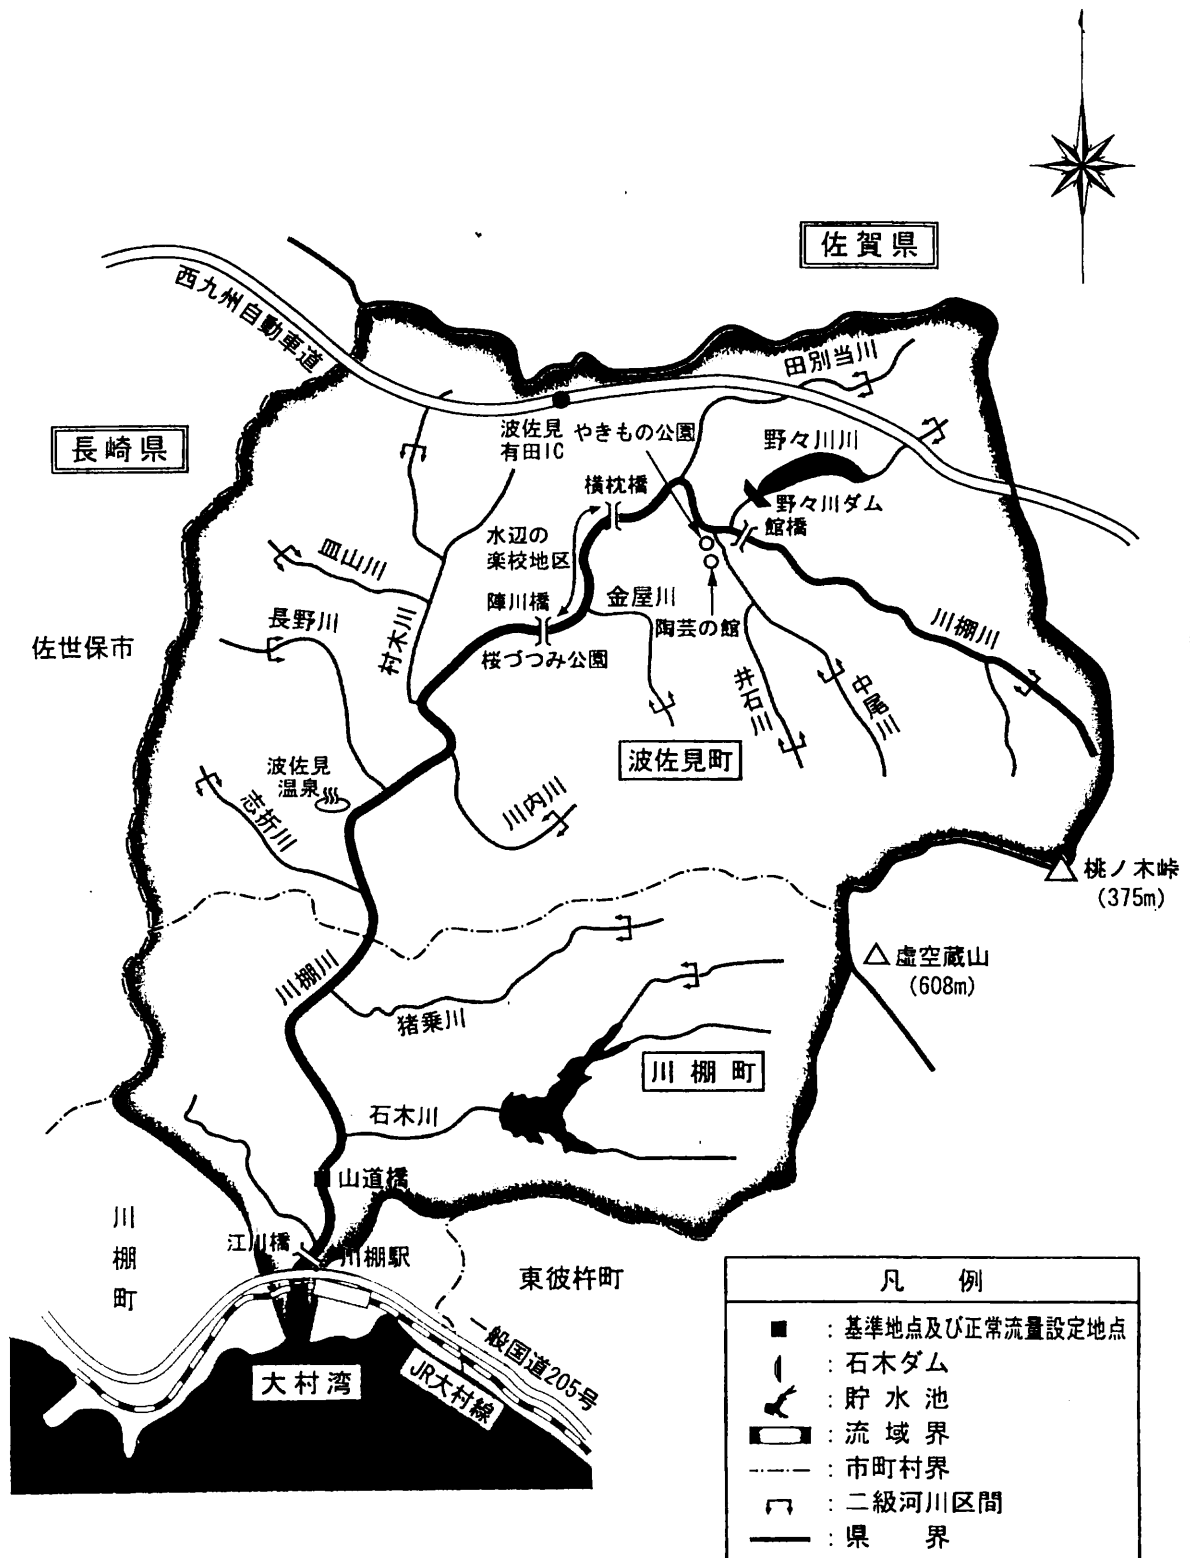 佐賀県
西九州自動車道
長崎県
田別当川
波佐見
有田IC
やきもの公園
野々川川
横枕橋
野々川ダム
館橋
水辺の
楽校地区
目山川
陣川橋
金屋川
陶芸の館
川棚川
長野川
村木川
桜づつみ公園
佐世保市
井石川
中尾川
波佐見町
波佐見
温泉
志折川
川内川
桃ノ木峠
(375m)
虚空蔵山
(608m)
川棚川
猪乗川
川棚町
石木川
山道橋
川棚町
江川橋
川棚駅
東彼杵町
大村湾
一般国道205号
JR大村線
凡例
:基準地点及び正常流量設定地点
:石木ダム
:貯水池
:流域界
:市町村界
:二級河川区間
:県界